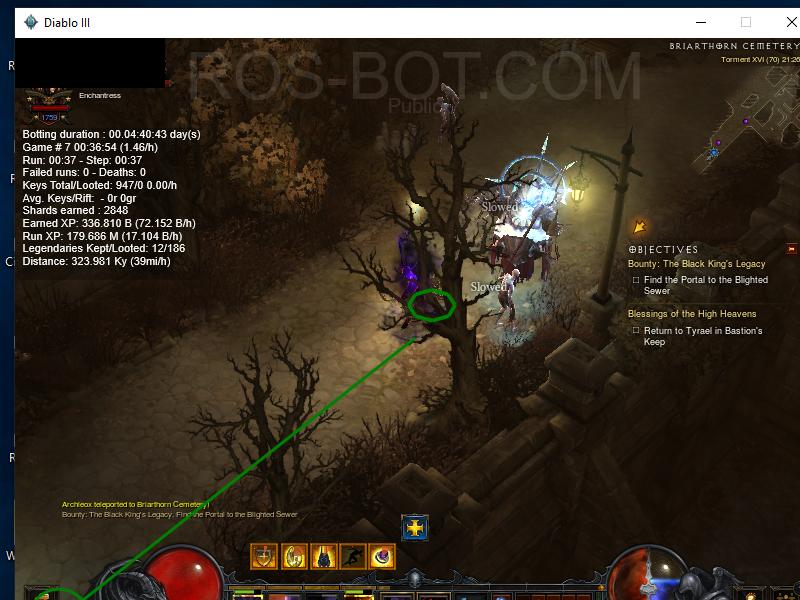 Diablo III
BRIARTHORN CEMETERY
Torment XVI (70) 21:26
ROS-BOT.COM
Public
Enchantress
1759
Botting duration : 00.04:40:43 day(s)
Game # 7 00:36:54 (1.46/h)
Run: 00:37 - Step: 00:37
Failed runs: 0 - Deaths: 0
Keys Total/Looted: 947/0 0.00/h
Avg. Keys/Rift: - 0r 0gr
Shards earned : 2848
Earned XP: 336.810 B (72.152 B/h)
Run XP: 179.686 M (17.104 B/h)
Legendaries Kept/Looted: 12/186
Distance: 323.981 Ky (39mi/h)
Slowed
Slowed
OBJECTIVES
Bounty: The Black King's Legacy
Find the Portal to the Blighted
Sewer
Blessings of the High Heavens
Return to Tyrael in Bastion's
Keep
Archleox teleported to Briarthorn Cemetery!
Bounty: The Black King's Legacy: Find the Portal to the Blighted Sewer